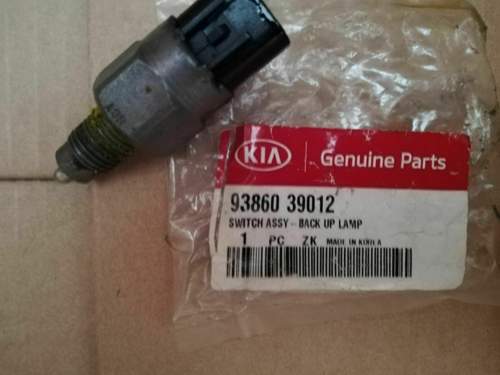 KIA Genuine Parts
93860 39012
SWITCH ASSY - BACK UP LAMP
1 PC ZK MADE IN KOREA